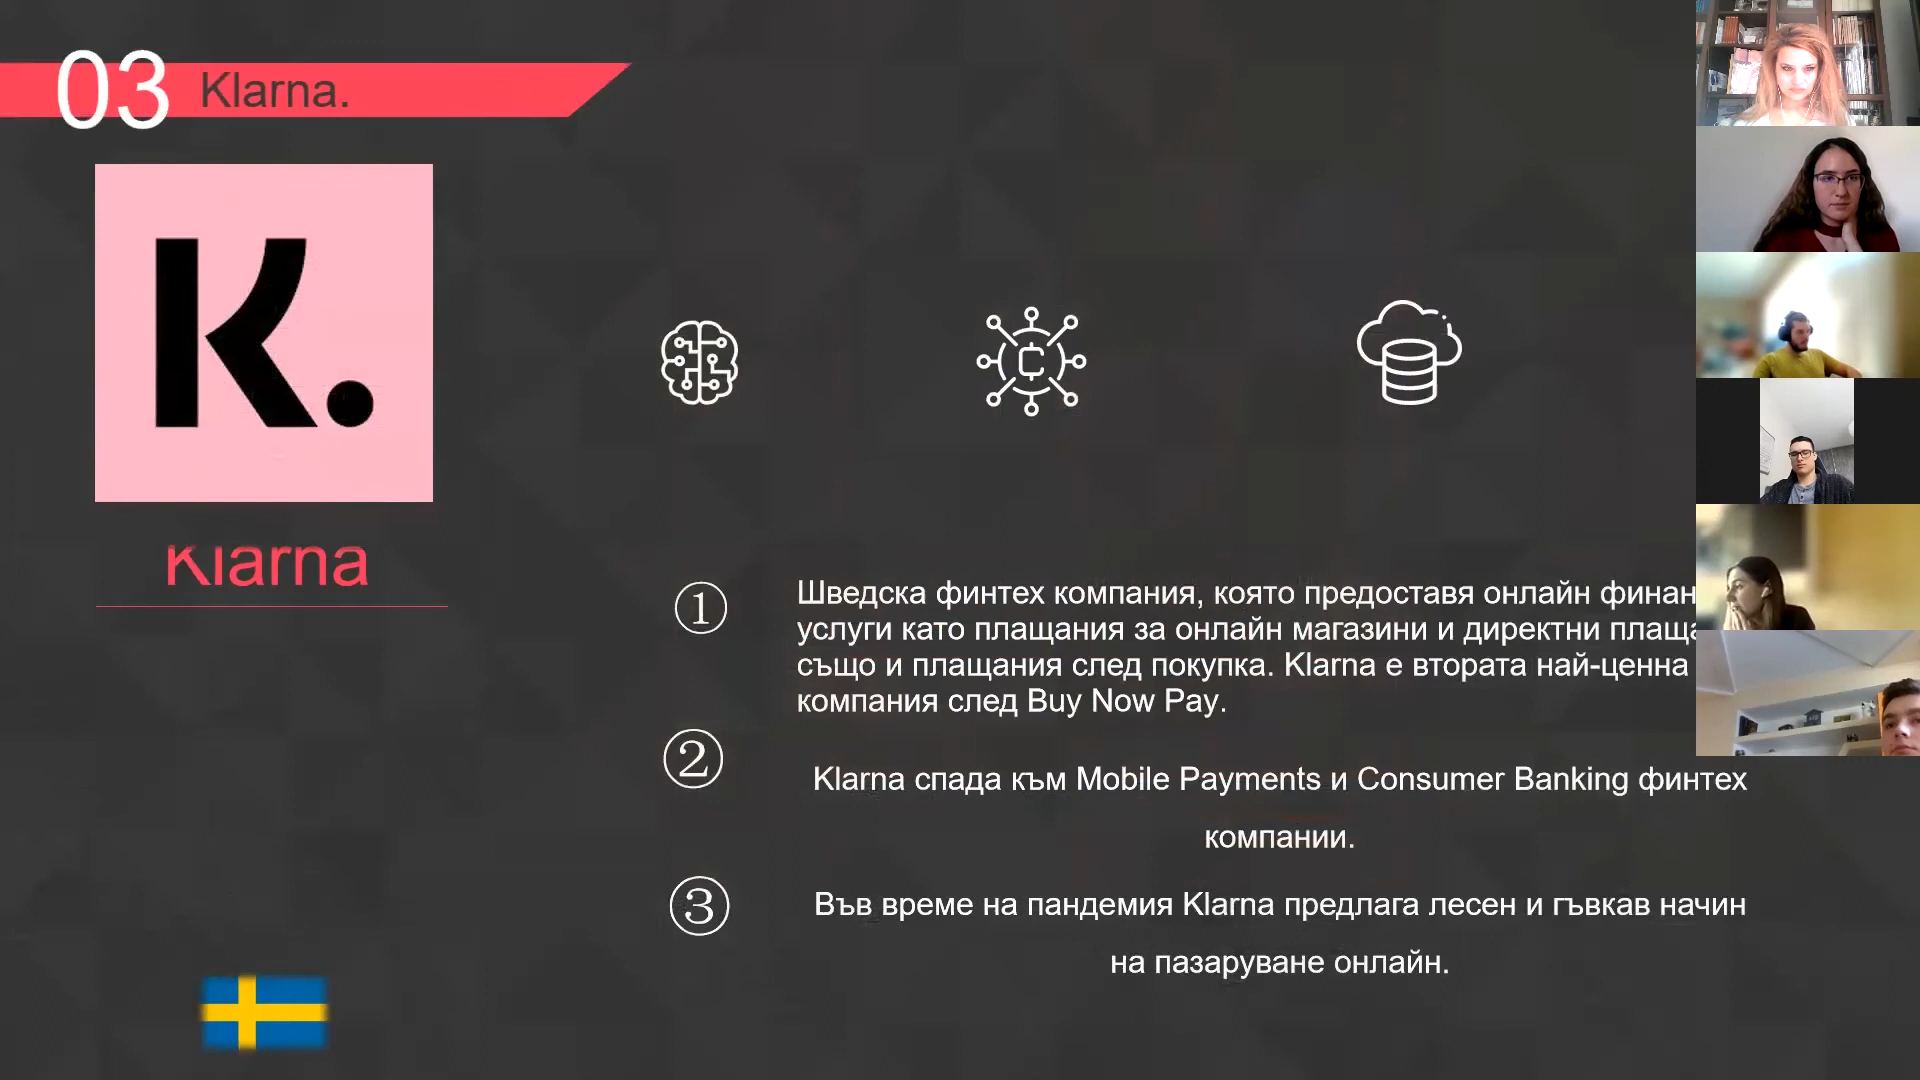 03 Klarna.
K.
Klarna
① Шведска финтех компания, която предоставя онлайн
услуги като плащания за онлайн магазини и директни
също и плащания след покупка. Klarna е втората най-ценна
компания след Buy Now Pay.
② Klarna спада към Mobile Payments и Consumer Banking финтех
компании.
③ Във време на пандемия Klarna предлага лесен и гъвкав начин
на пазаруване онлайн.